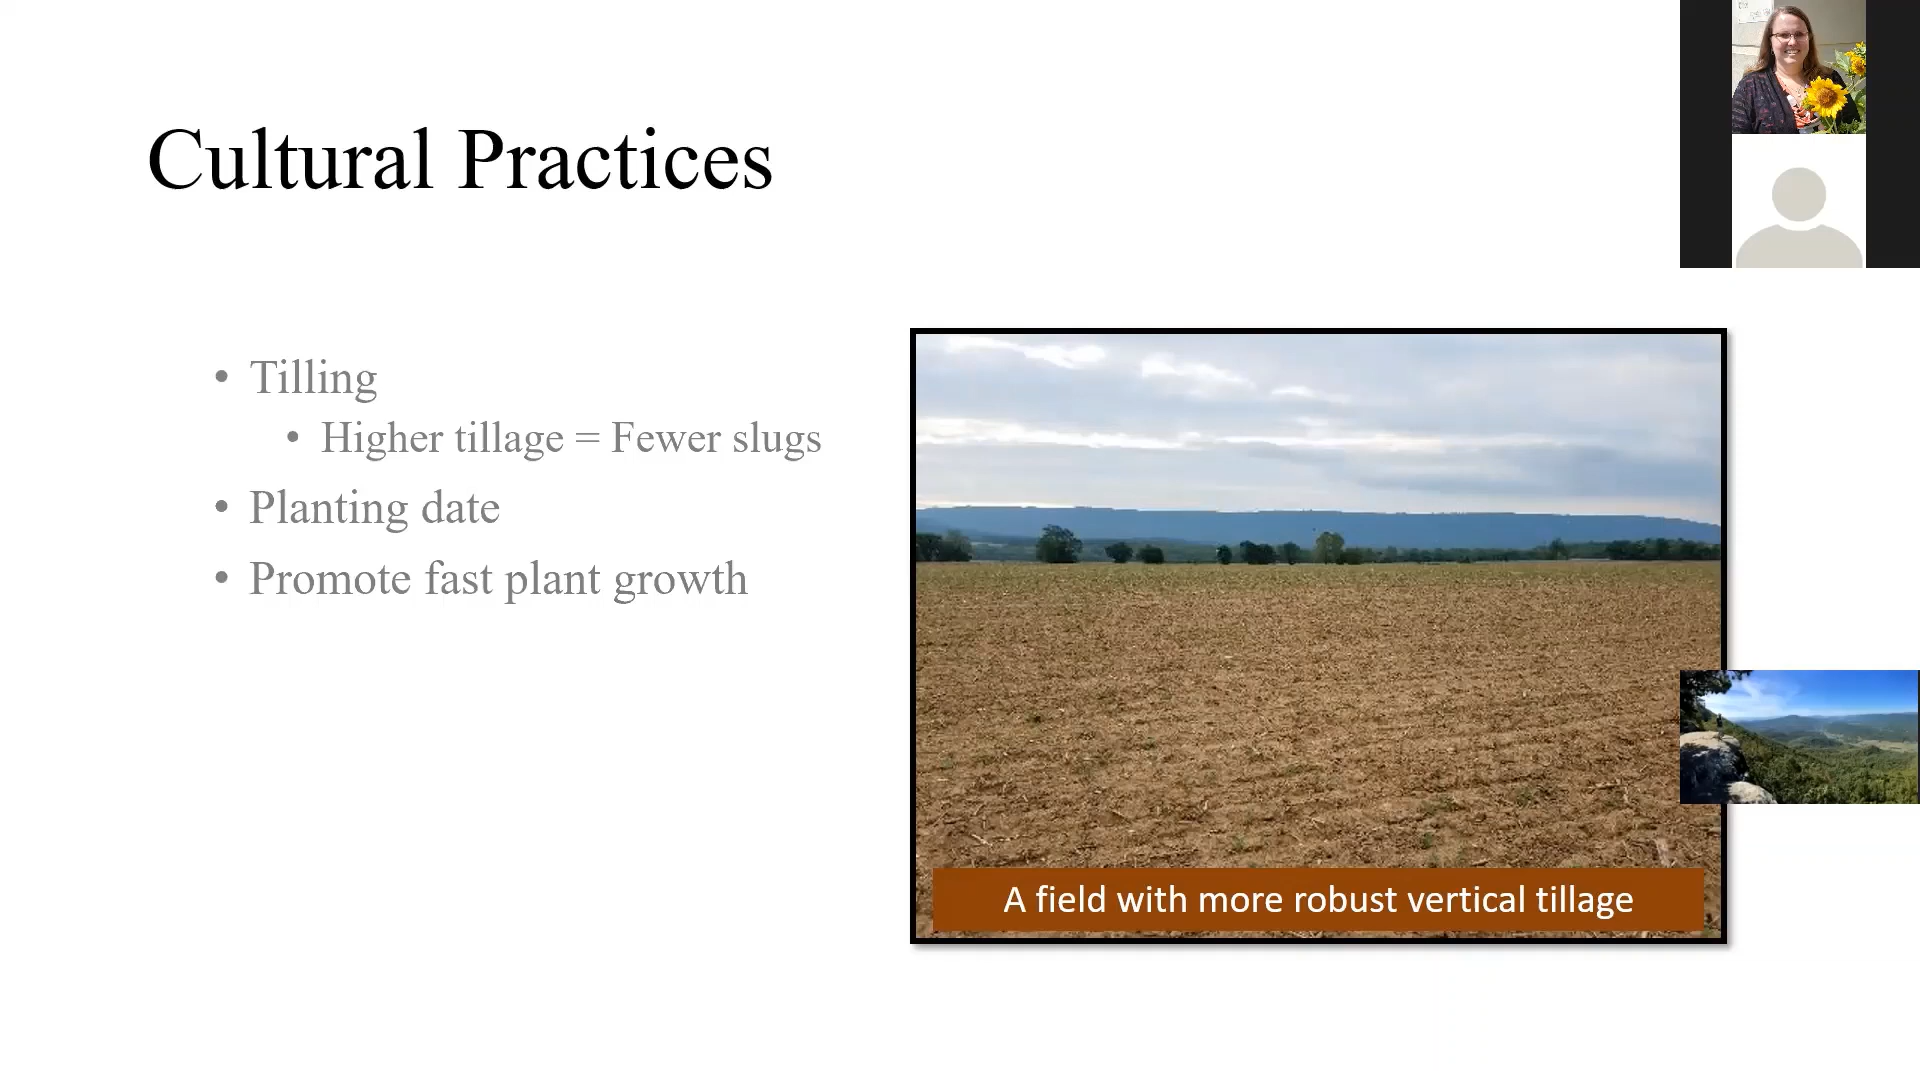 Cultural Practices
• Tilling
• Higher tillage = Fewer slugs
• Planting date
• Promote fast plant growth
A field with more robust vertical tillage